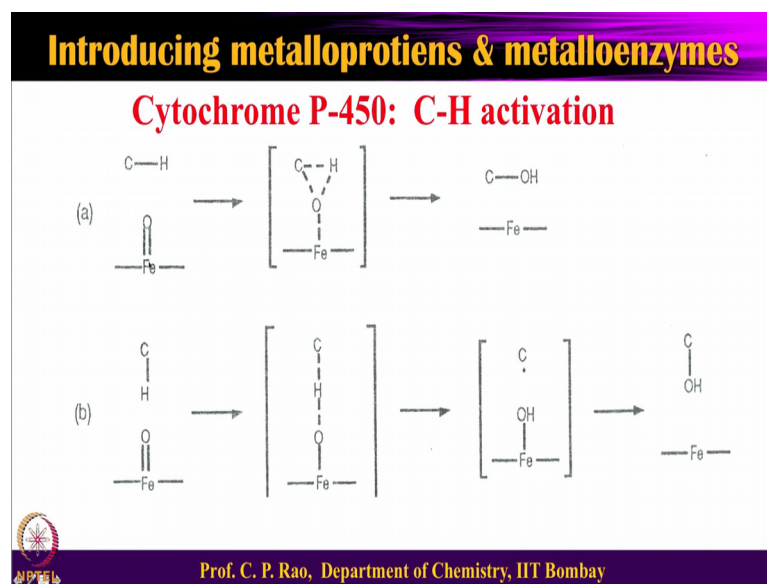 Introducing metalloprotiens & metalloenzymes
Cytochrome P-450: C-H activation
(a)
C—H
O
Fe
C H
O
Fe
C—OH
Fe
(b)
C
H
O
Fe
C
H
O
Fe
C
OH
Fe
C
OH
Fe
NPTEL
Prof. C. P. Rao, Department of Chemistry, IIT Bombay